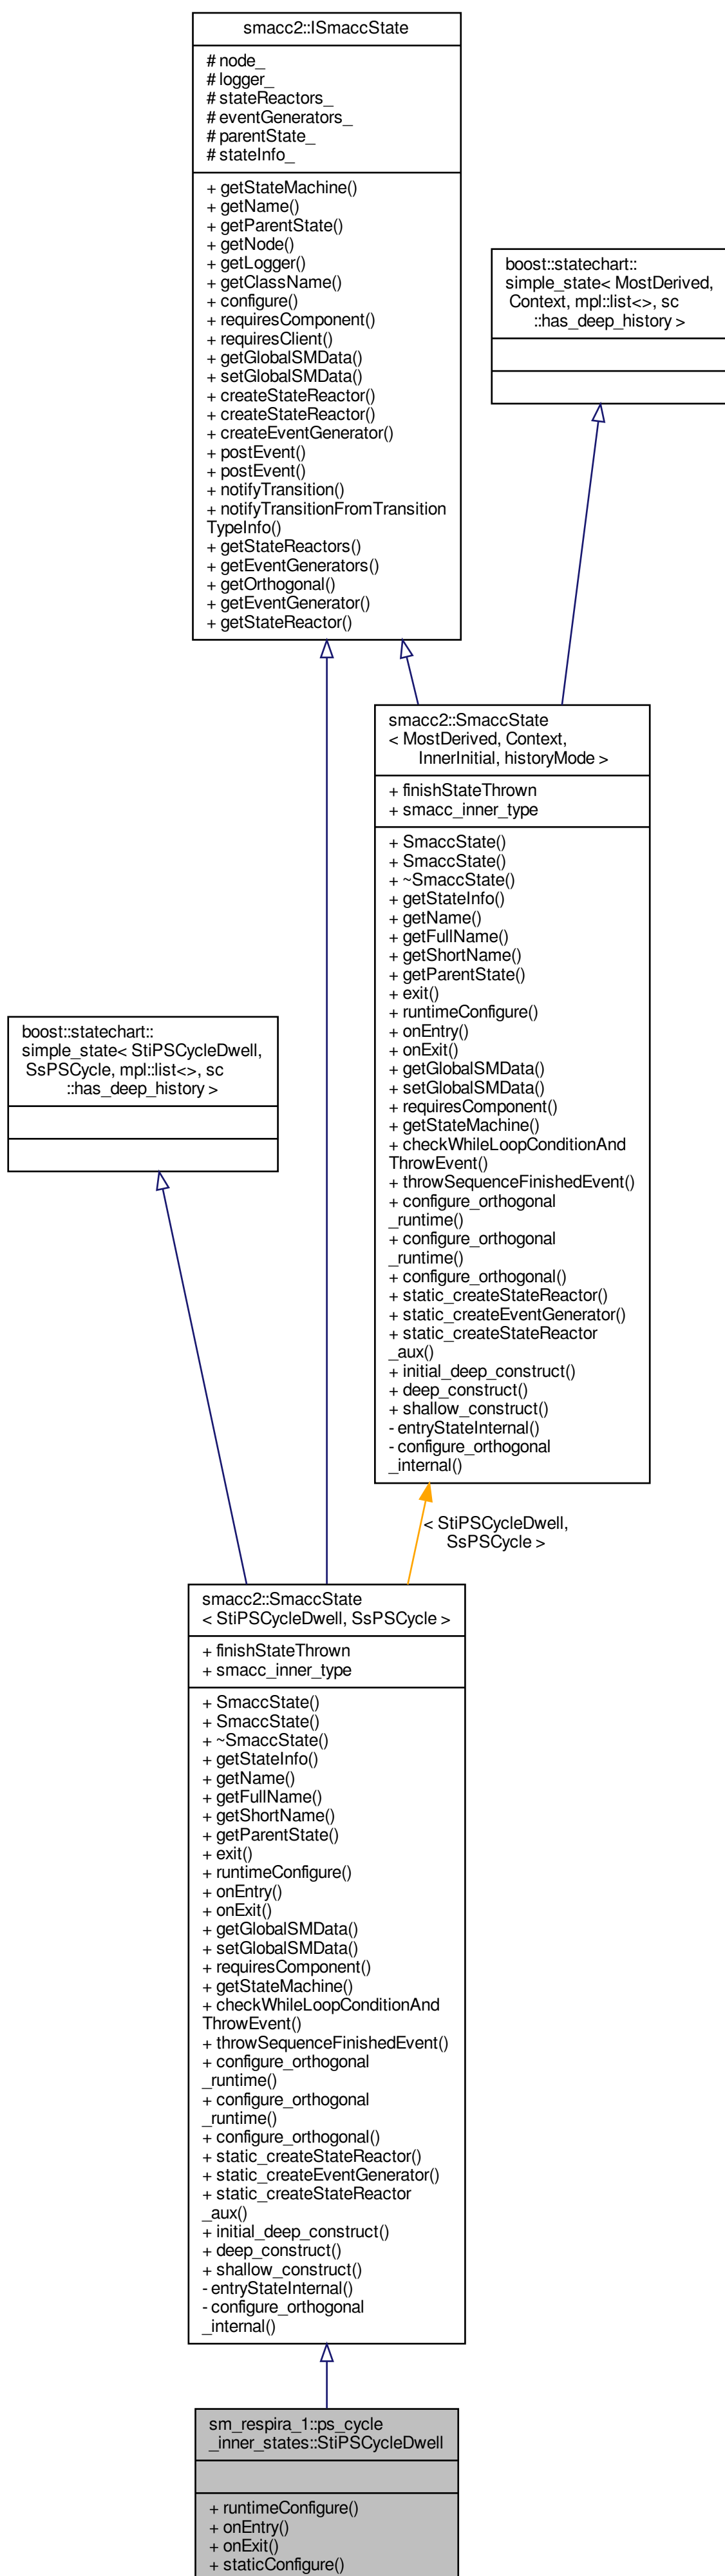 smacc2::ISmaccState
# node_
# logger_
# stateReactors_
# eventGenerators_
# parentState_
# stateInfo_
+ getStateMachine()
+ getName()
+ getParentState()
+ getNode()
+ getLogger()
+ getClassName()
+ configure()
+ requiresComponent()
+ requiresClient()
+ getGlobalSMData()
+ setGlobalSMData()
+ createStateReactor()
+ createStateReactor()
+ createEventGenerator()
+ postEvent()
+ postEvent()
+ notifyTransition()
+ notifyTransitionFromTransition
TypeInfo()
+ getStateReactors()
+ getEventGenerators()
+ getOrthogonal()
+ getEventGenerator()
+ getStateReactor()
boost::statechart::
simple_state< MostDerived,
Context, mpl::list<>, sc
::has_deep_history >
smacc2::SmaccState
< MostDerived, Context,
InnerInitial, historyMode >
+ finishStateThrown
+ smacc_inner_type
+ SmaccState()
+ SmaccState()
+ ~SmaccState()
+ getStateInfo()
+ getName()
+ getFullName()
+ getShortName()
+ getParentState()
+ exit()
+ runtimeConfigure()
+ onEntry()
+ onExit()
+ getGlobalSMData()
+ setGlobalSMData()
+ requiresComponent()
+ getStateMachine()
+ checkWhileLoopConditionAnd
ThrowEvent()
+ throwSequenceFinishedEvent()
+ configure_orthogonal
_runtime()
+ configure_orthogonal
_runtime()
+ configure_orthogonal()
+ static_createStateReactor()
+ static_createEventGenerator()
+ static_createStateReactor
_aux()
+ initial_deep_construct()
+ deep_construct()
+ shallow_construct()
- entryStateInternal()
- configure_orthogonal
_internal()
boost::statechart::
simple_state< StiPSCycleDwell,
SsPSCycle, mpl::list<>, sc
::has_deep_history >
< StiPSCycleDwell,
SsPSCycle >
smacc2::SmaccState
< StiPSCycleDwell, SsPSCycle >
+ finishStateThrown
+ smacc_inner_type
+ SmaccState()
+ SmaccState()
+ ~SmaccState()
+ getStateInfo()
+ getName()
+ getFullName()
+ getShortName()
+ getParentState()
+ exit()
+ runtimeConfigure()
+ onEntry()
+ onExit()
+ getGlobalSMData()
+ setGlobalSMData()
+ requiresComponent()
+ getStateMachine()
+ checkWhileLoopConditionAnd
ThrowEvent()
+ throwSequenceFinishedEvent()
+ configure_orthogonal
_runtime()
+ configure_orthogonal
_runtime()
+ configure_orthogonal()
+ static_createStateReactor()
+ static_createEventGenerator()
+ static_createStateReactor
_aux()
+ initial_deep_construct()
+ deep_construct()
+ shallow_construct()
- entryStateInternal()
- configure_orthogonal
_internal()
sm_respira_1::ps_cycle
_inner_states::StiPSCycleDwell
+ runtimeConfigure()
+ onEntry()
+ onExit()
+ staticConfigure()